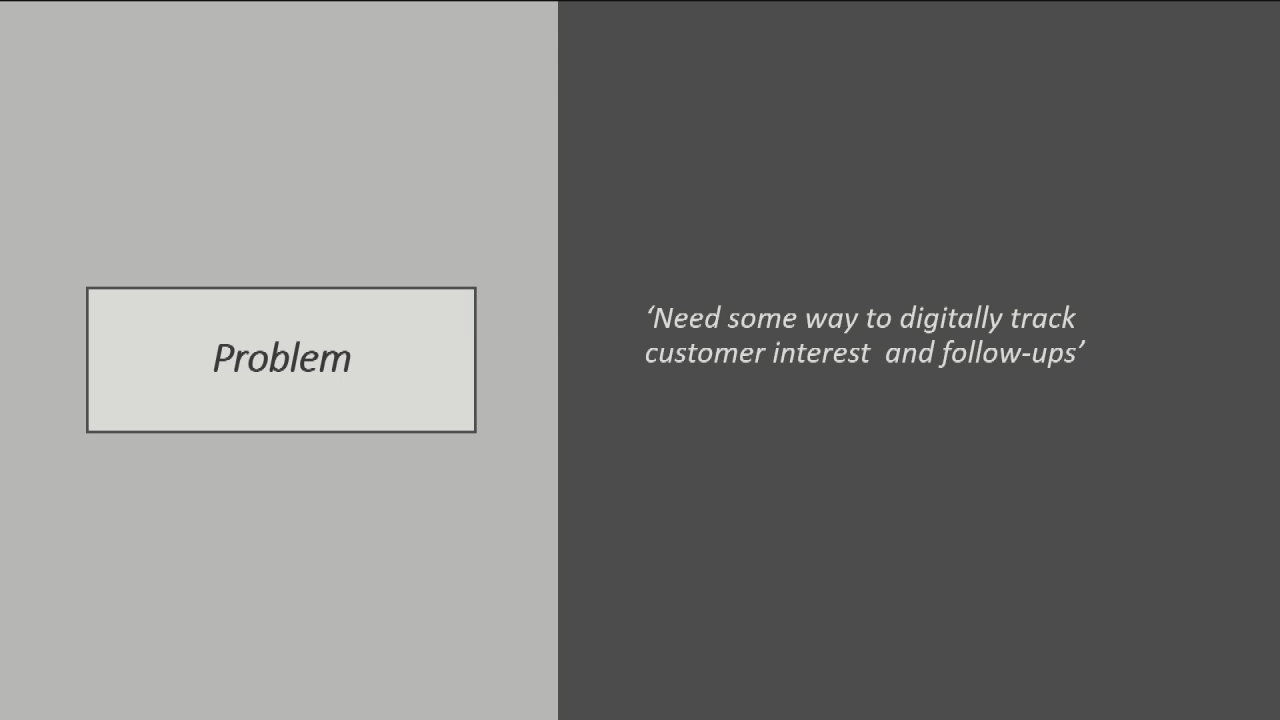 Problem
‘Need some way to digitally track
customer interest  and follow-ups’